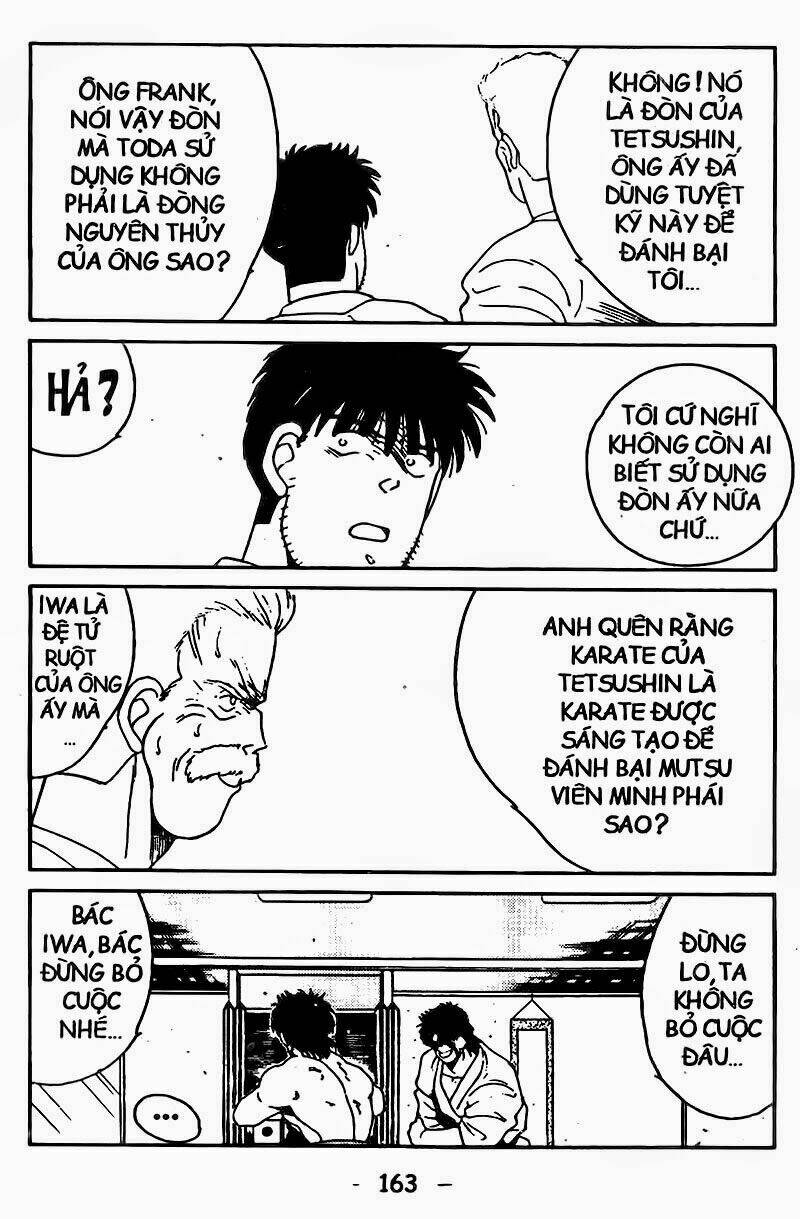 ÔNG FRANK,
NÓI VẬY ĐÒN
MÀ TODA SỬ
DỤNG KHÔNG
PHẢI LÀ ĐÒNG
NGUYÊN THỦY
CỦA ÔNG SAO?
KHÔNG! NÓ
LÀ ĐÒN CỦA
TETSUSHIN,
ÔNG ẤY ĐÃ
DÙNG TUYỆT
KỸ NÀY ĐỂ
ĐÁNH BẠI
TÔI...
HẢ?
TÔI CỨ NGHĨ
KHÔNG CÒN AI
BIẾT SỬ DỤNG
ĐÒN ẤY NỮA
CHỨ...
IWA LÀ
ĐỆ TỬ
RUỘT
CỦA ÔNG
ẤY MÀ
...
ANH QUÊN RẰNG
KARATE CỦA
TETSUSHIN LÀ
KARATE ĐƯỢC
SÁNG TẠO ĐỂ
ĐÁNH BẠI MUTSU
VIÊN MINH PHÁI
SAO?
BÁC
IWA, BÁC
ĐỪNG BỎ
CUỘC
NHÉ...
...
ĐỪNG
LO, TA
KHÔNG
BỎ CUỘC
ĐÂU...
- 163 -